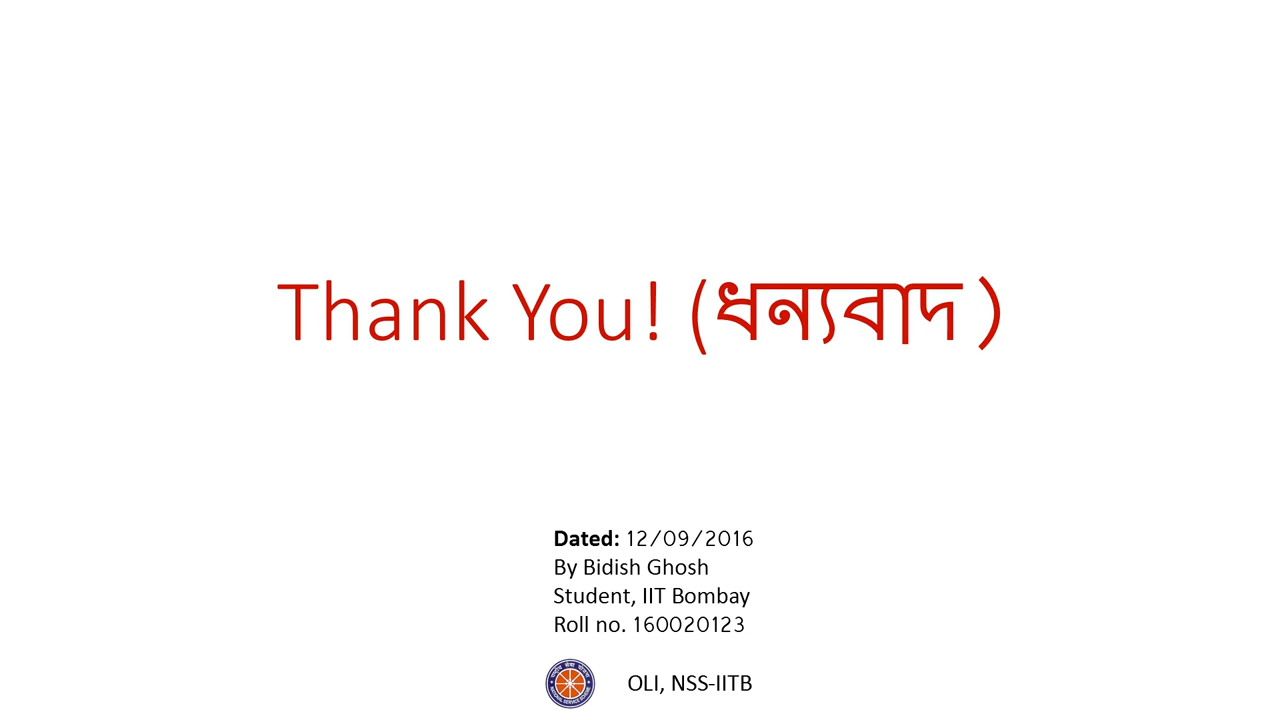 Thank You! (ধন্যবাদ )
Dated: 12/09/2016
By Bidish Ghosh
Student, IIT Bombay
Roll no. 160020123
OLI, NSS-IITB